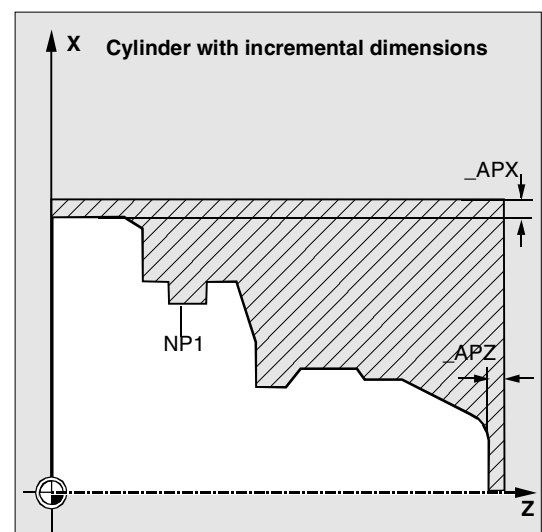 X
Cylinder with incremental dimensions
_APX
NP1
_APZ
Z